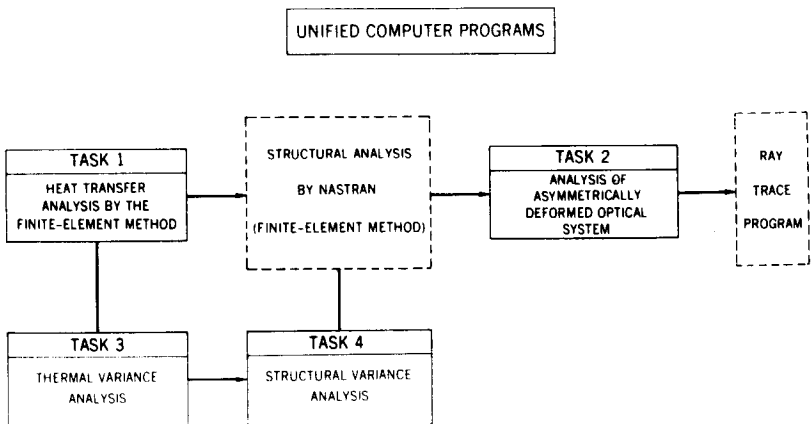 UNIFIED COMPUTER PROGRAMS
TASK 1
HEAT TRANSFER
ANALYSIS BY THE
FINITE-ELEMENT METHOD
STRUCTURAL ANALYSIS
BY NASTRAN
(FINITE-ELEMENT METHOD)
TASK 2
ANALYSIS OF
ASYMMETRICALLY
DEFORMED OPTICAL
SYSTEM
RAY
TRACE
PROGRAM
TASK 3
THERMAL VARIANCE
ANALYSIS
TASK 4
STRUCTURAL VARIANCE
ANALYSIS